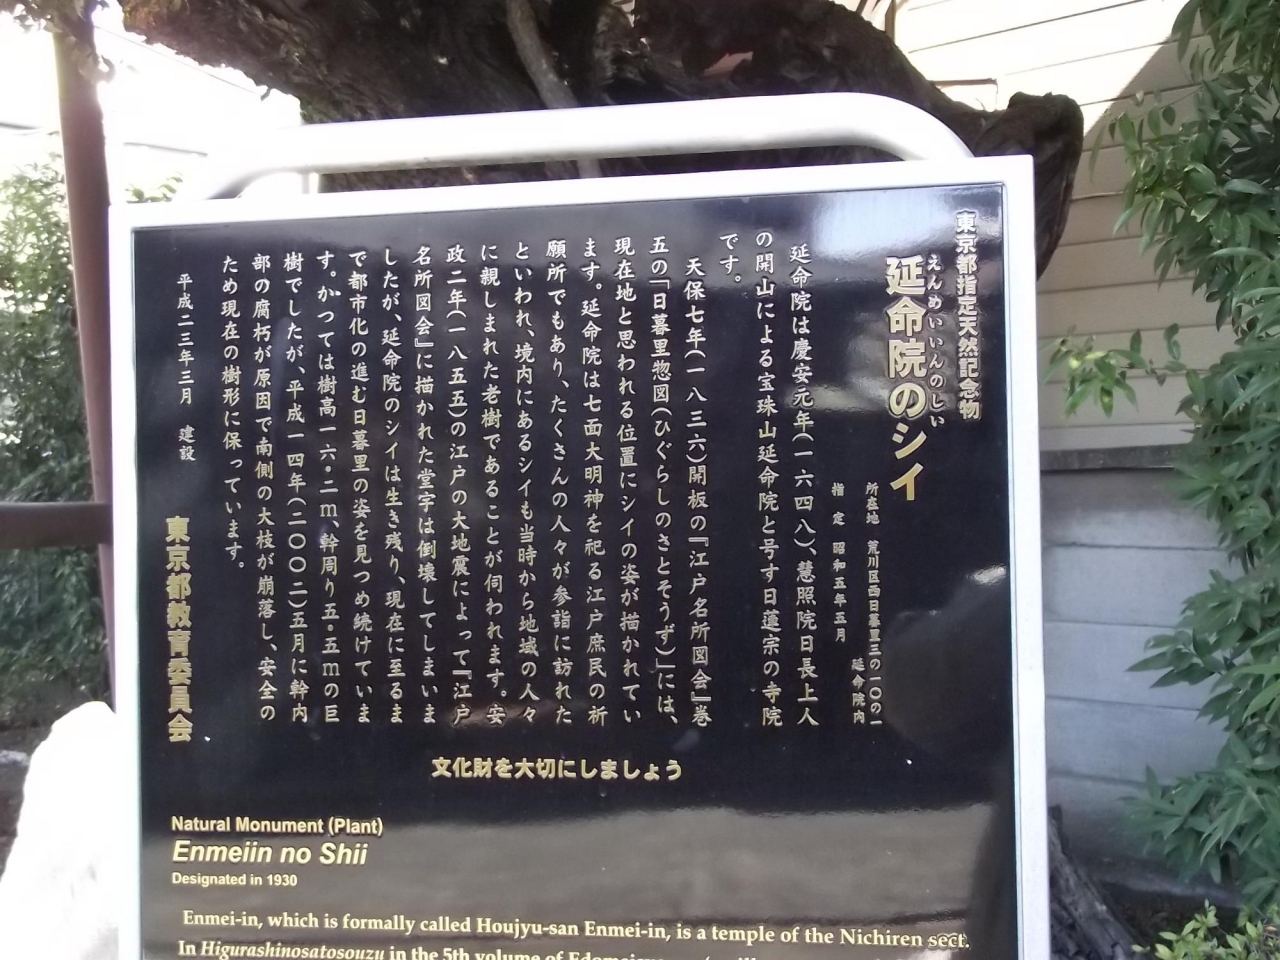 東京都指定天然記念物
えんめいいんのしい
延命院のシイ
所在地 荒川区西日暮里三の一〇の一
延命院内
指定 昭和五年五月
延命院は慶安元年(一六四八)、慧照院日長上人
の開山による宝珠山延命院と号す日蓮宗の寺院
です。
天保七年(一八三六)開板の『江戸名所図会』巻
五の「日暮里惣図(ひぐらしのさとそうず)」には、
現在地と思われる位置にシイの姿が描かれてい
ます。延命院は七面大明神を祀る江戸庶民の祈
願所でもあり、たくさんの人々が参詣に訪れた
といわれ、境内にあるシイも当時から地域の人々
に親しまれた老樹であることが伺われます。安
政二年(一八五五)の江戸の大地震によって『江戸
名所図会』に描かれた堂宇は倒壊してしまいま
したが、延命院のシイは生き残り、現在に至るま
で都市化の進む日暮里の姿を見つめ続けていま
す。かつては樹高一六・二m、幹周り五・五mの巨
樹でしたが、平成一四年(二〇〇二)五月に幹内
部の腐朽が原因で南側の大枝が崩落し、安全の
ため現在の樹形に保っています。
平成二三年三月 建設
東京都教育委員会
文化財を大切にしましょう
Natural Monument (Plant)
Enmeiin no Shii
Designated in 1930
Enmei-in, which is formally called Houjyu-san Enmei-in, is a temple of the Nichiren sect.
In Higurashinosatosouzu in the 5th volume of